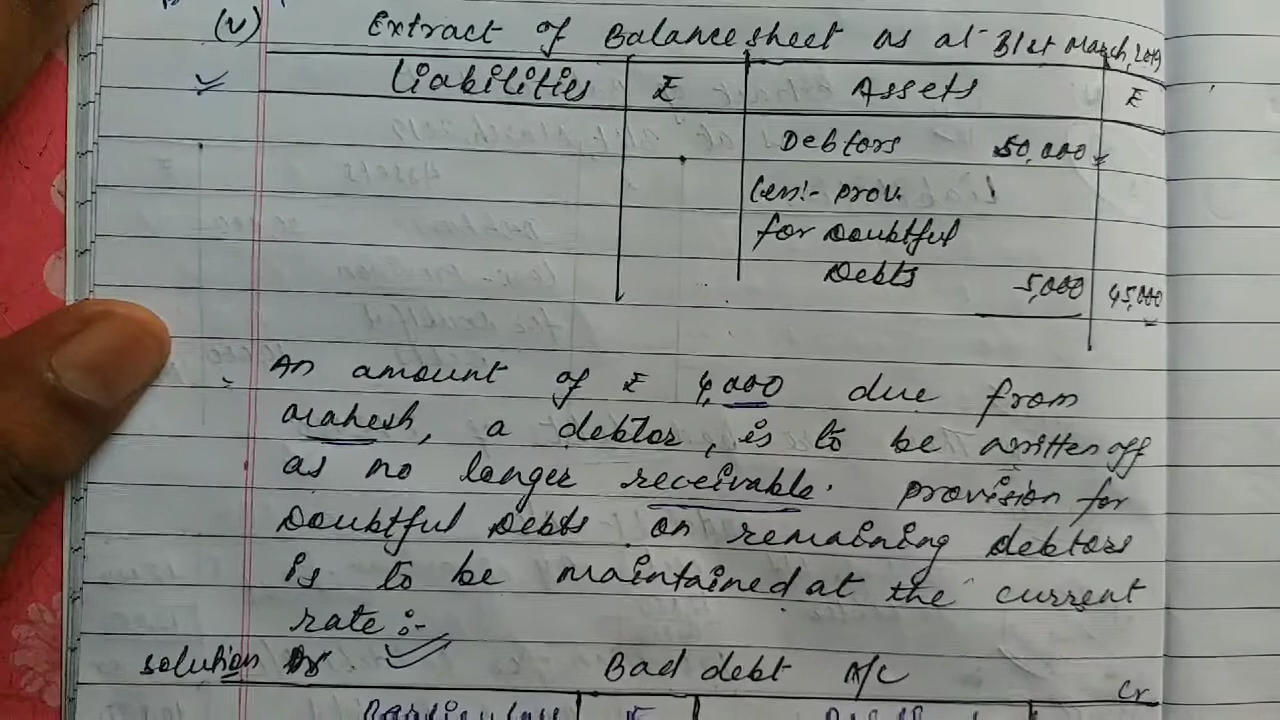 (v) Extract of Balance sheet as at 31st March, 2019
Liabilities ₹ Assets ₹
Debtors 50,000
Less:- prov.
for Doubtful
Debts 5,000 45,000
An amount of ₹ 4,000 due from
Mahesh, a debtor, is to be written off
as no longer receivable. provision for
Doubtful Debts on remaining debtors
is to be maintained at the current
rate :-
solution Dr. Bad debt A/C Cr
Particulars ₹